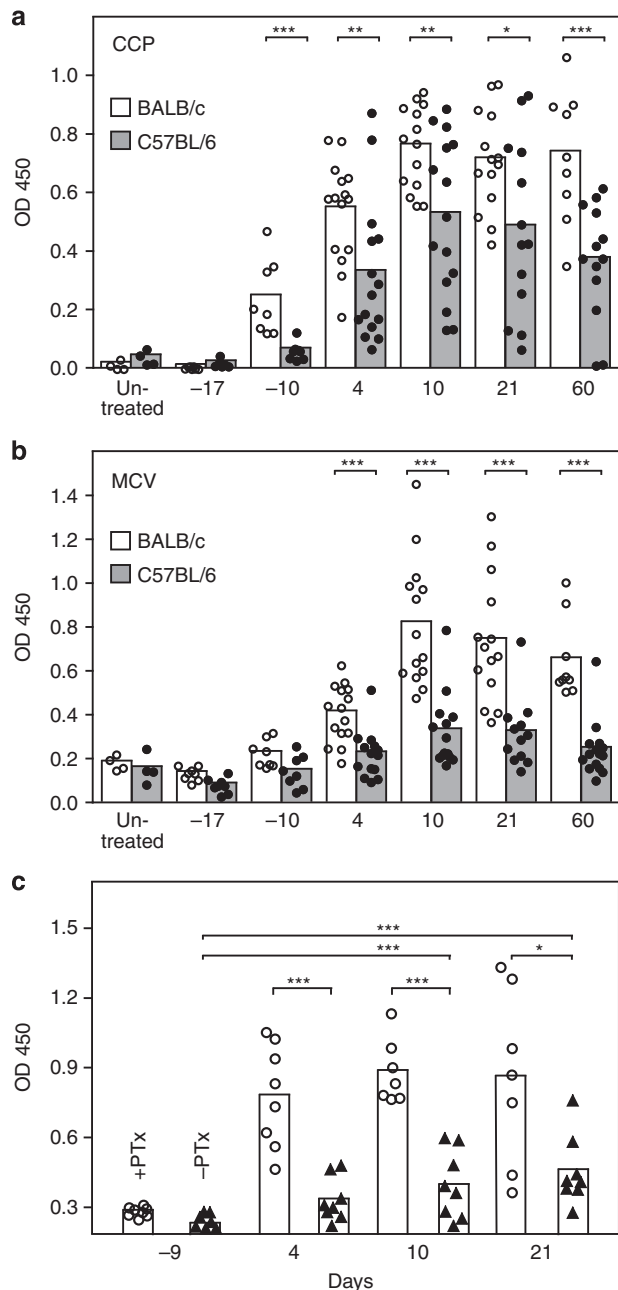 a
CCP
BALB/c
C57BL/6
OD 450
1.0
0.8
0.6
0.4
0.2
0.0
*** ** ** * ***
Un-
treated
–17 –10 4 10 21 60
b
MCV
BALB/c
C57BL/6
OD 450
1.4
1.2
1.0
0.8
0.6
0.4
0.2
0.0
*** *** *** ***
Un-
treated
–17 –10 4 10 21 60
c
OD 450
1.5
1.2
0.9
0.6
0.3
***
***
*
*** ***
+PTx
–PTx
–9 4 10 21
Days